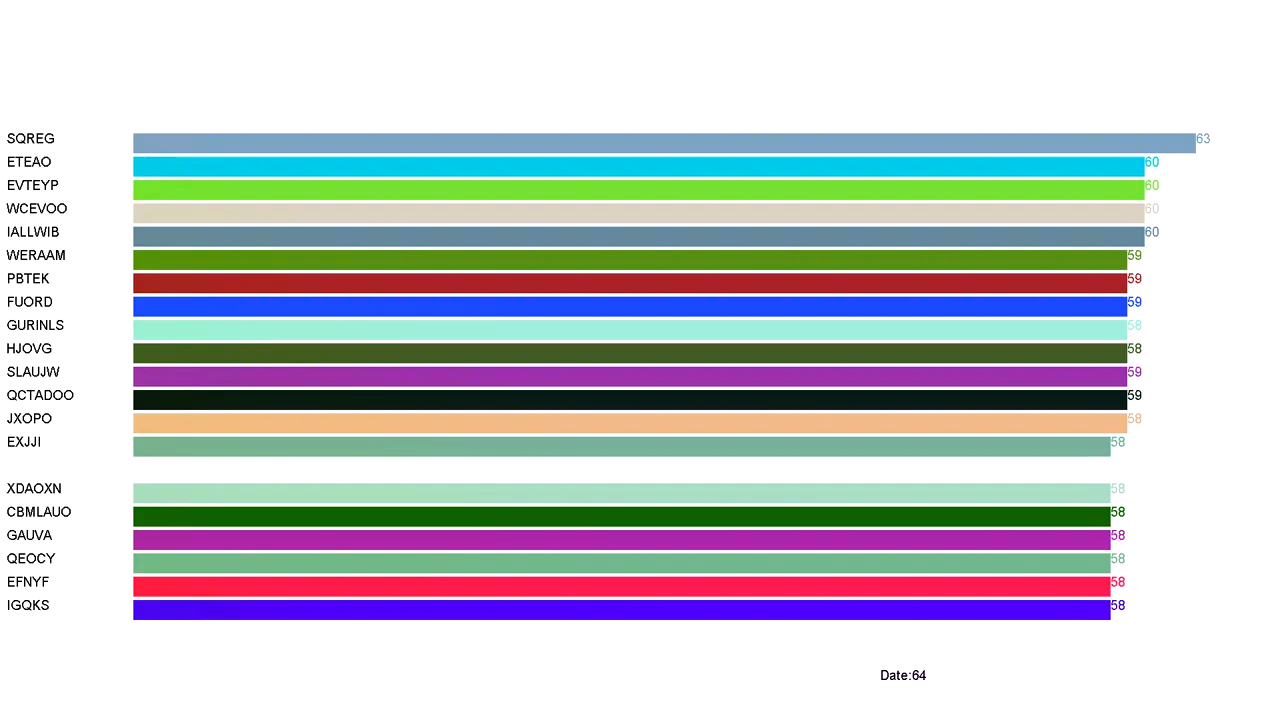 SQREG 63
ETEAO 60
EVTEYP 60
WCEVOO 60
IALLWIB 60
WERAAM 59
PBTEK 59
FUORD 59
GURINLS 58
HJOVG 58
SLAUJW 59
QCTADOO 59
JXOPO 58
EXJJI 58
XDAOXN 58
CBMLAUO 58
GAUVA 58
QEOCY 58
EFNYF 58
IGQKS 58
Date:64